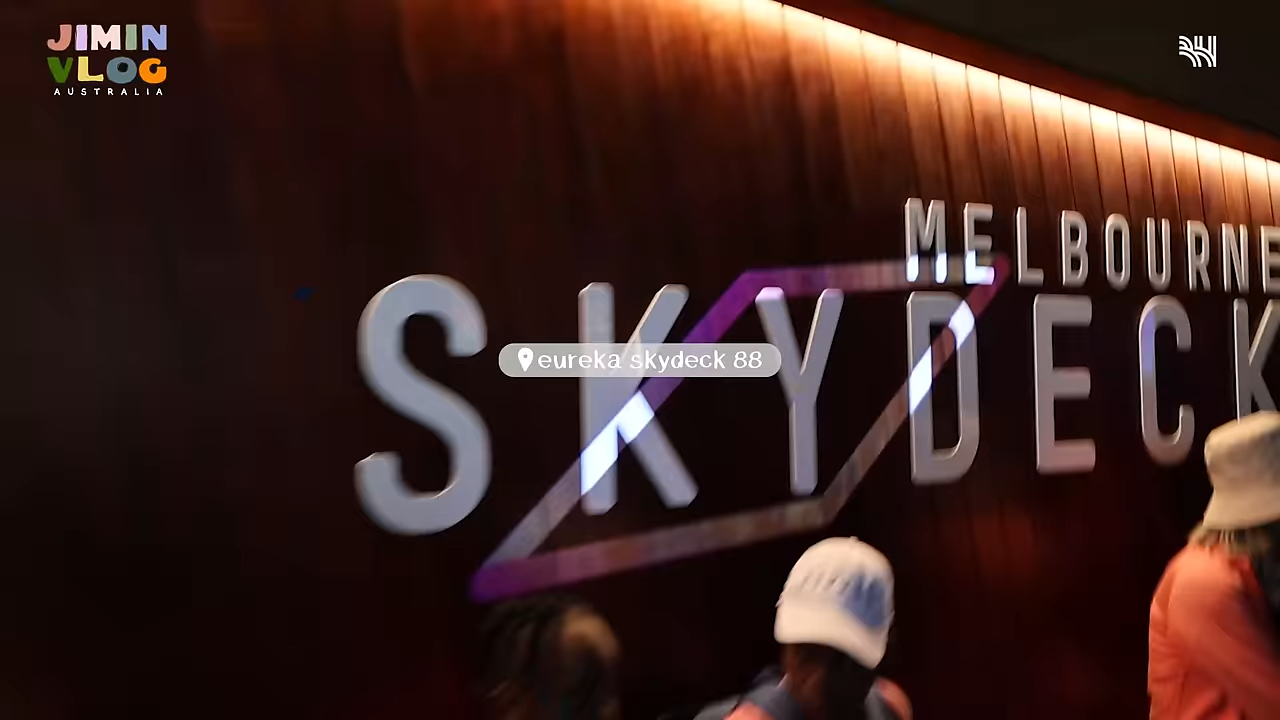 JIMIN
VLOG
AUSTRALIA
MELBOURNE
SKYDECK
eureka skydeck 88